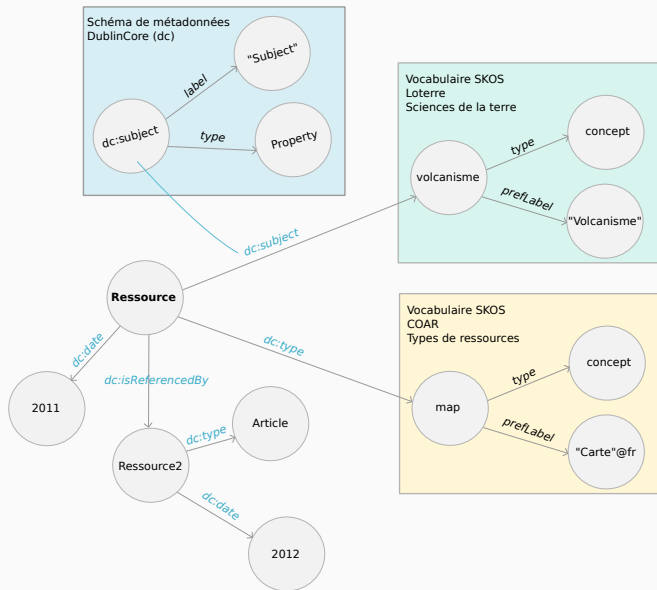 Schéma de métadonnées
DublinCore (dc)
"Subject"
label
dc:subject
type
Property
Vocabulaire SKOS
Loterre
Sciences de la terre
concept
type
volcanisme
prefLabel
"Volcanisme"
dc:subject
Ressource
dc:date
dc:type
dc:isReferencedBy
2011
Vocabulaire SKOS
COAR
Types de ressources
concept
type
map
prefLabel
"Carte"@fr
Article
dc:type
Ressource2
dc:date
2012